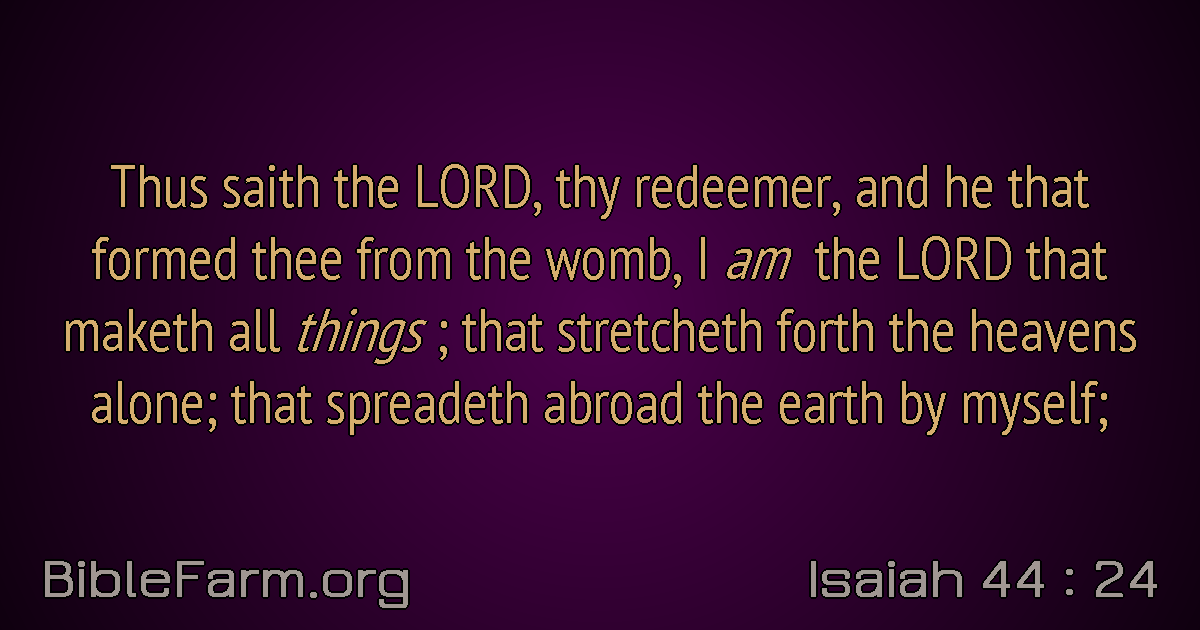 Thus saith the LORD, thy redeemer, and he that
formed thee from the womb, I am the LORD that
maketh all things ; that stretcheth forth the heavens
alone; that spreadeth abroad the earth by myself;
BibleFarm.org
Isaiah 44 : 24